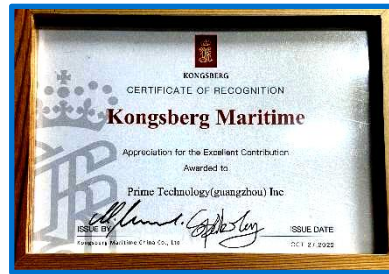 KONGSBERG
CERTIFICATE OF RECOGNITION
Kongsberg Maritime
Appreciation for the Excellent Contribution
Awarded to
Prime Technology(guangzhou) Inc
ISSUE BY
ISSUE DATE
Kongsberg Maritime China Co., Ltd
OCT 27,2022